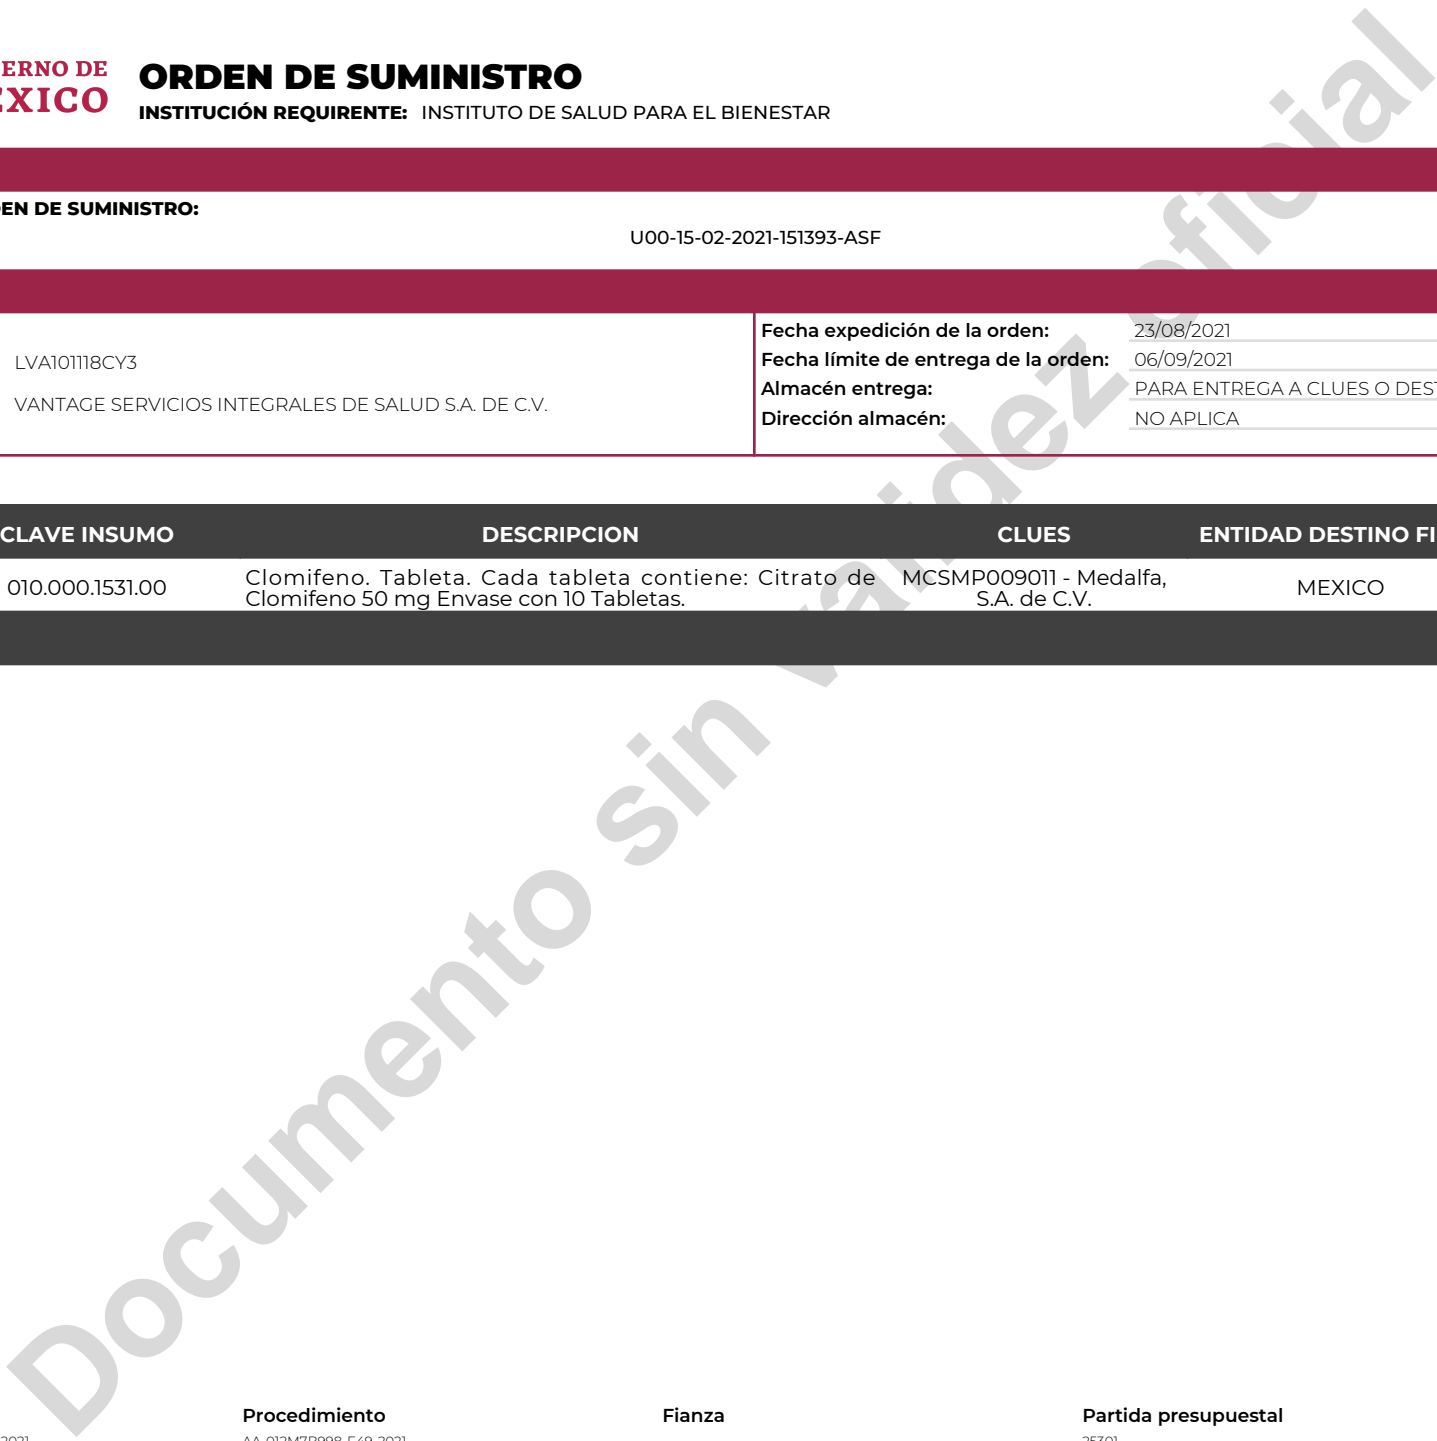 ERNO DE
EXICO
ORDEN DE SUMINISTRO
INSTITUCIÓN REQUIRENTE: INSTITUTO DE SALUD PARA EL BIENESTAR
EN DE SUMINISTRO:
U00-15-02-2021-151393-ASF
LVA101118CY3
VANTAGE SERVICIOS INTEGRALES DE SALUD S.A. DE C.V.
Fecha expedición de la orden: 23/08/2021
Fecha límite de entrega de la orden: 06/09/2021
Almacén entrega: PARA ENTREGA A CLUES O DEST
Dirección almacén: NO APLICA
CLAVE INSUMO DESCRIPCION CLUES ENTIDAD DESTINO FI
010.000.1531.00
Clomifeno. Tableta. Cada tableta contiene: Citrato de
Clomifeno 50 mg Envase con 10 Tabletas.
MCSMP009011 - Medalfa,
S.A. de C.V.
MEXICO
Documento sin validez oficial
Procedimiento Fianza Partida presupuestal